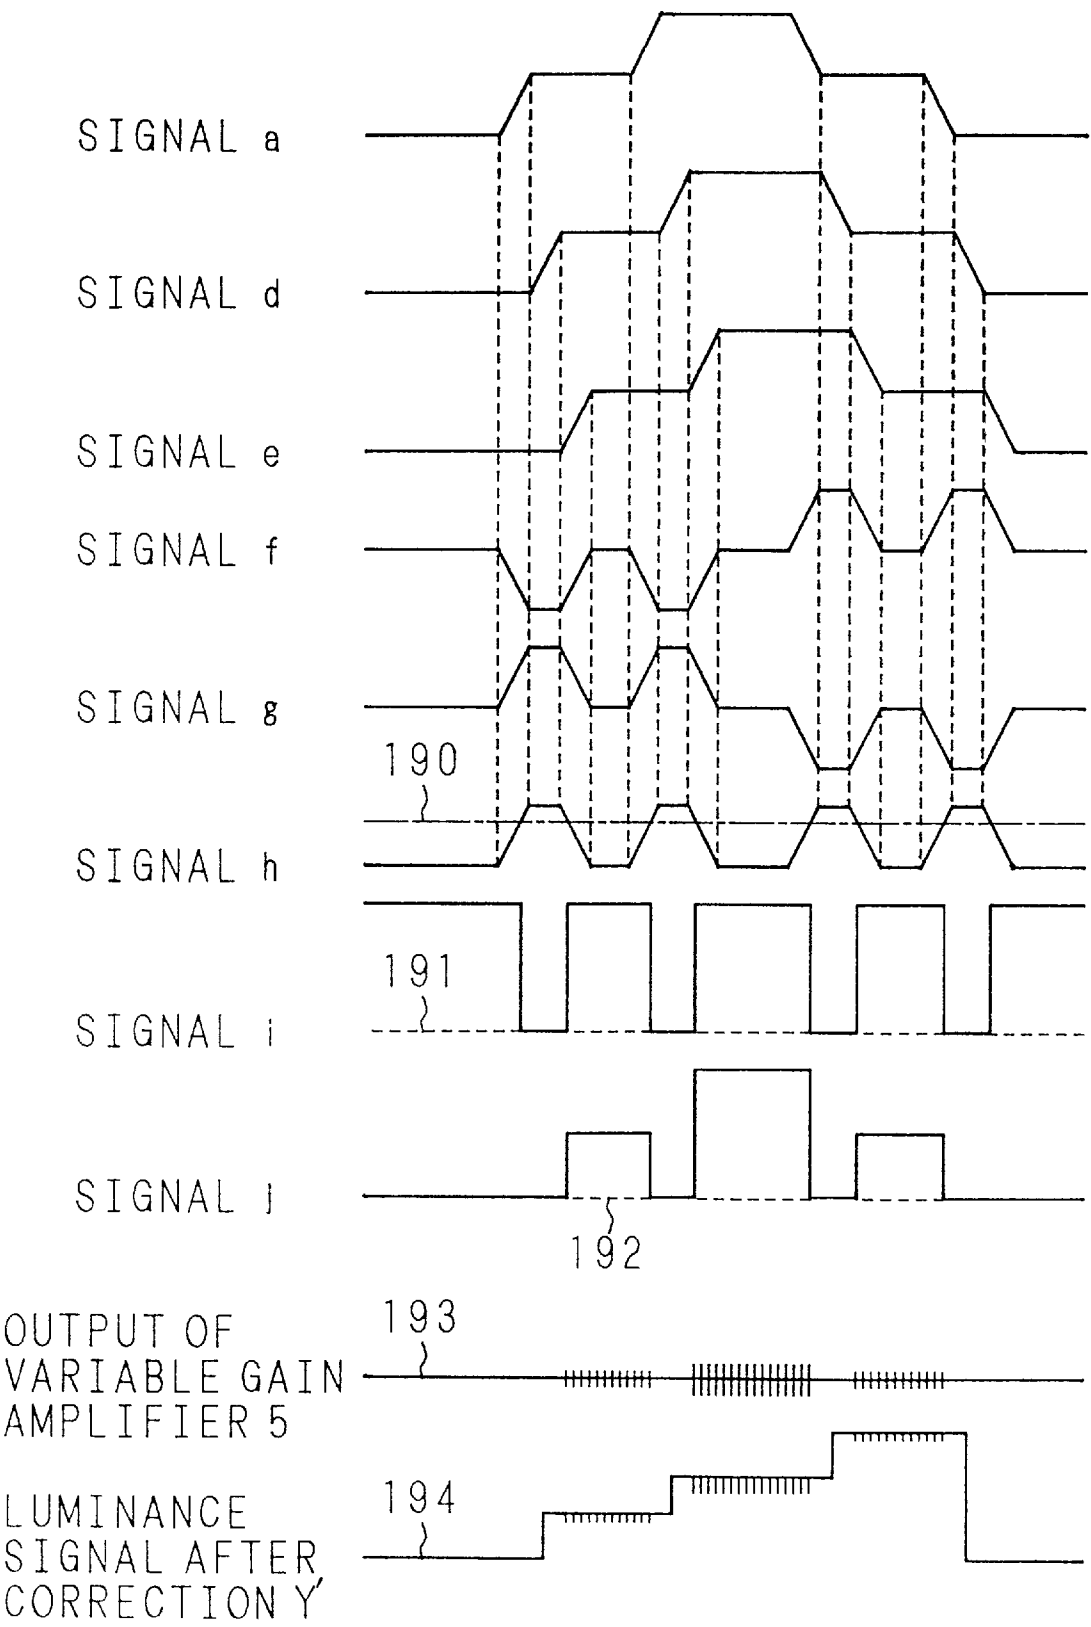 SIGNAL a
SIGNAL d
SIGNAL e
SIGNAL f
SIGNAL g
190
SIGNAL h
191
SIGNAL i
SIGNAL j
192
193
OUTPUT OF
VARIABLE GAIN
AMPLIFIER 5
194
LUMINANCE
SIGNAL AFTER
CORRECTION Y'